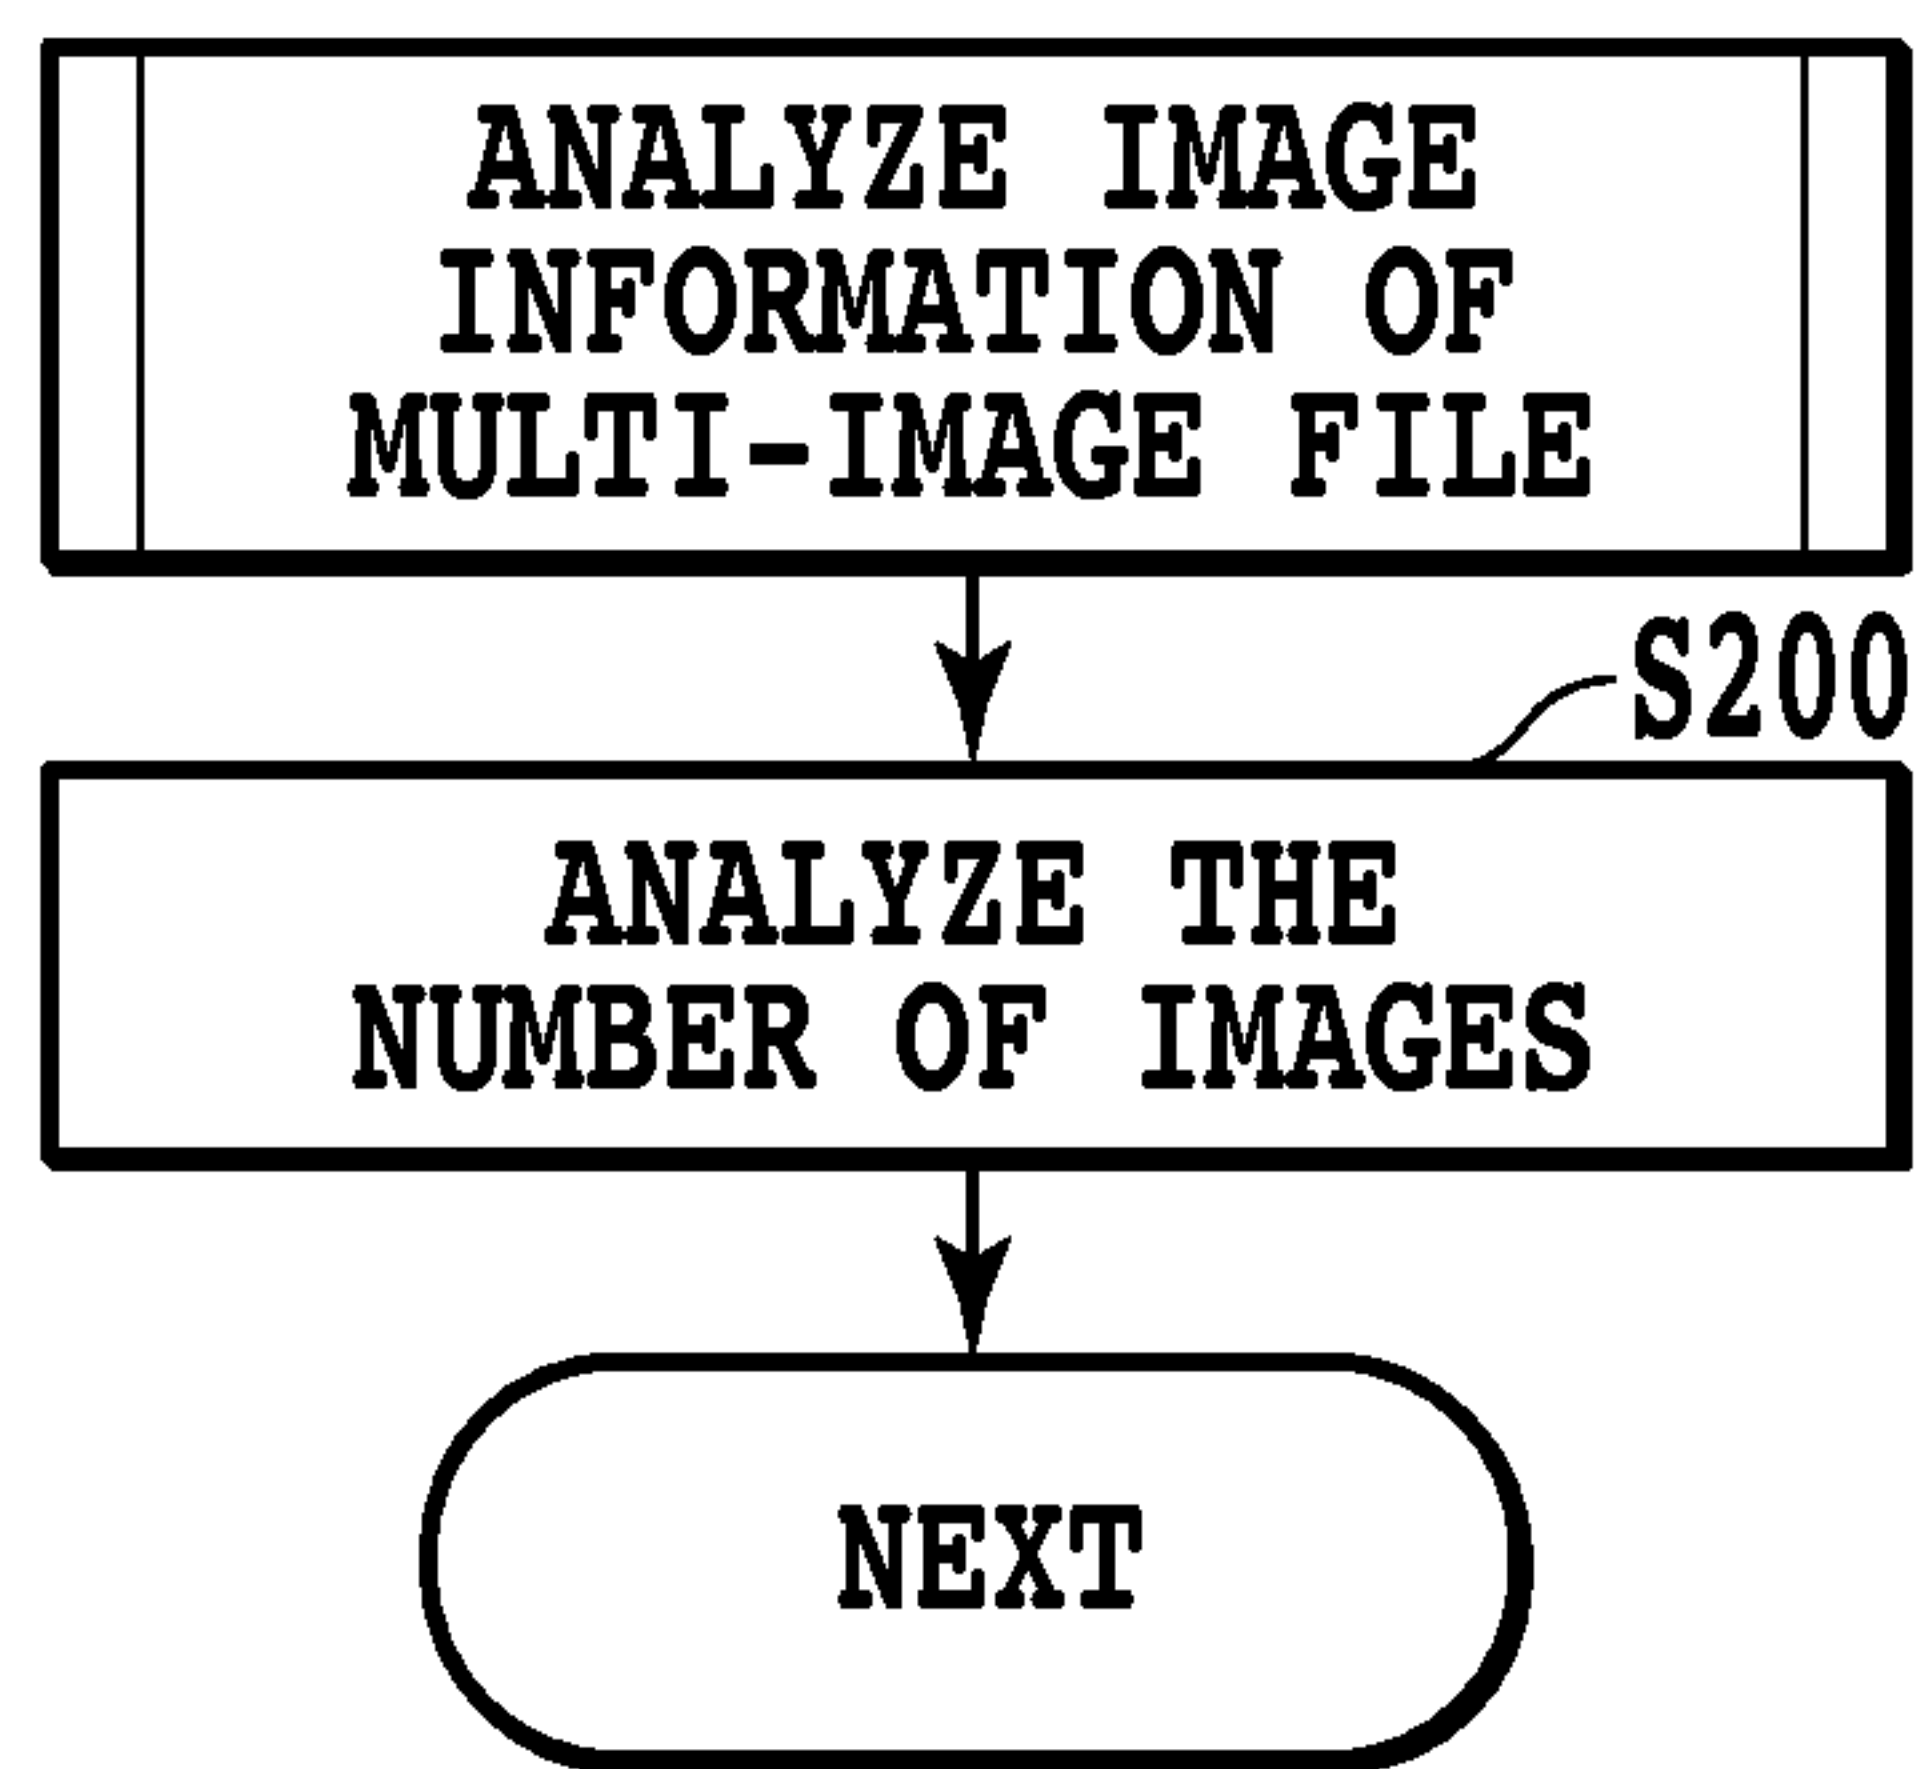 ANALYZE IMAGE
INFORMATION OF
MULTI-IMAGE FILE
S200
ANALYZE THE
NUMBER OF IMAGES
NEXT